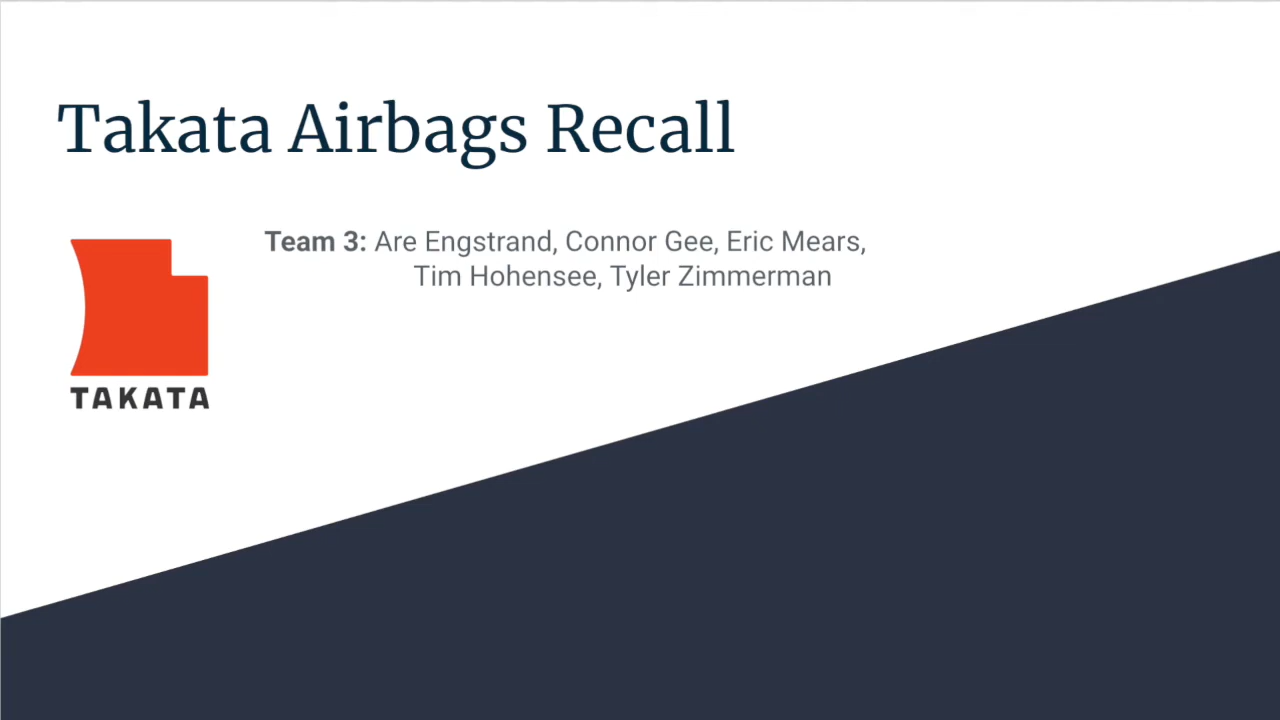 Takata Airbags Recall
Team 3: Are Engstrand, Connor Gee, Eric Mears,
Tim Hohensee, Tyler Zimmerman
TAKATA